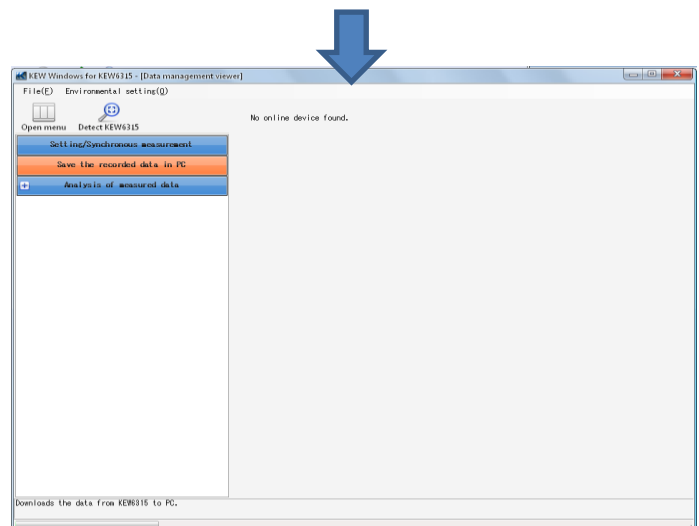 KEW Windows for KEW6315 - [Data management viewer]
File(F) Environmental setting(O)
Open menu Detect KEW6315
No online device found.
Setting/Synchronous measurement
Save the recorded data in PC
Analysis of measured data
Downloads the data from KEW6315 to PC.